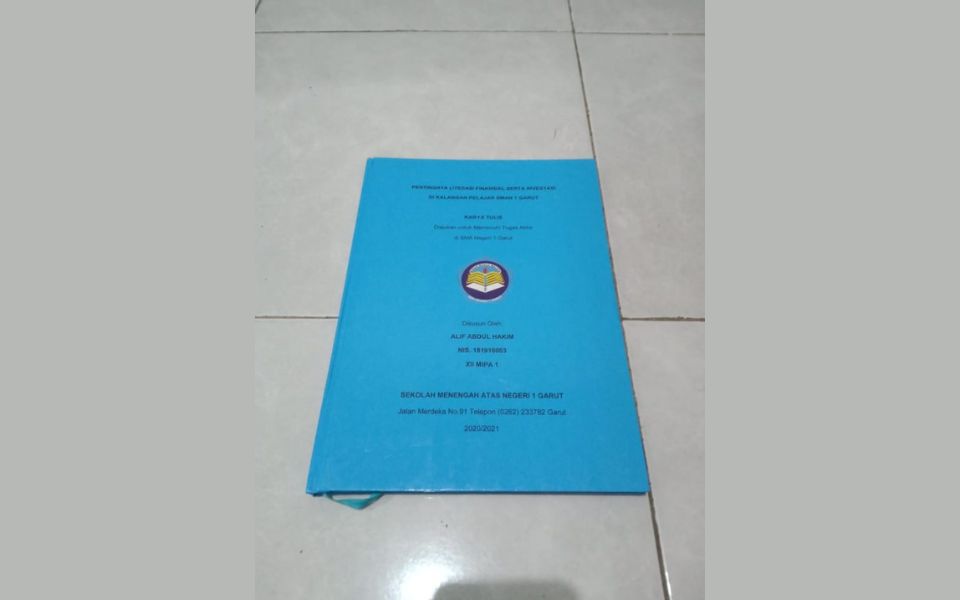 PENTINGNYA LITERASI FINANSIAL SERTA INVESTASI
DI KALANGAN PELAJAR SMAN 1 GARUT
KARYA TULIS
Diajukan untuk Memenuhi Tugas Akhir
di SMA Negeri 1 Garut
Disusun Oleh:
ALIF ABDUL HAKIM
NIS. 181910003
XII MIPA 1
SEKOLAH MENENGAH ATAS NEGERI 1 GARUT
Jalan Merdeka No.91 Telepon (0262) 233782 Garut
2020/2021